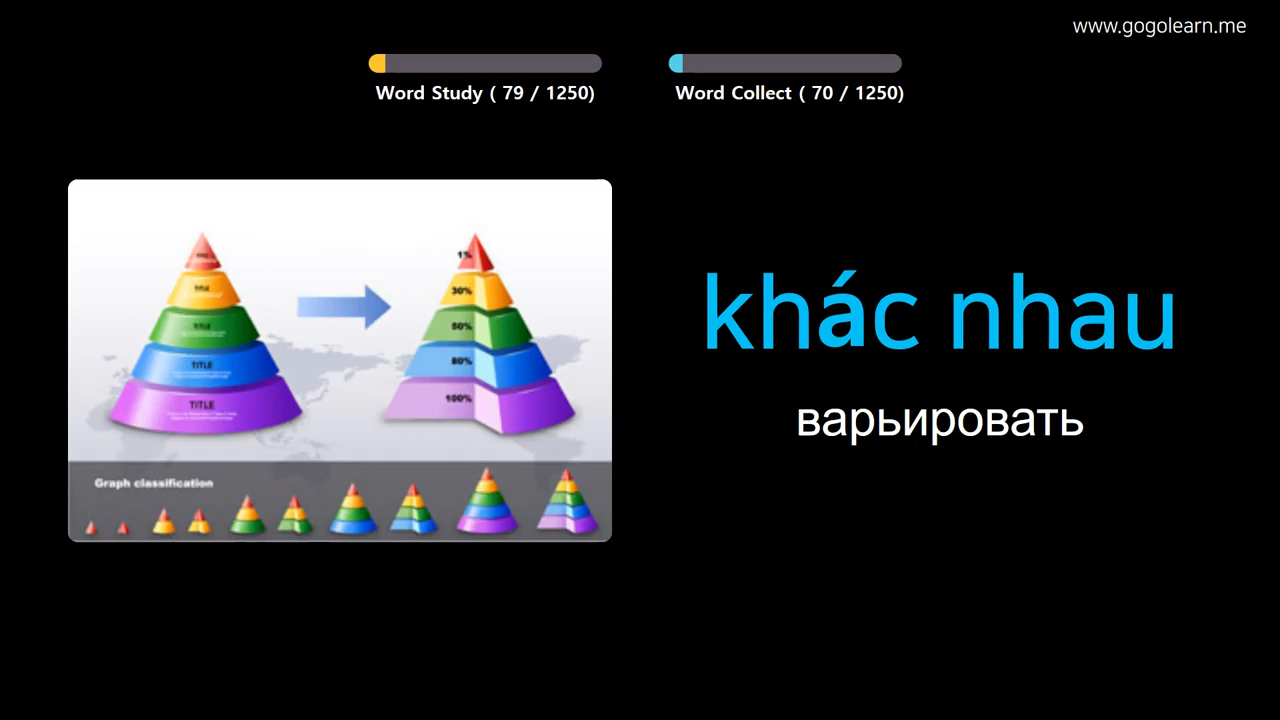 www.gogolearn.me
Word Study ( 79 / 1250)
Word Collect ( 70 / 1250)
TITLE
TITLE
TITLE
TITLE
1%
30%
50%
80%
100%
Graph classification
khác nhau
варьировать